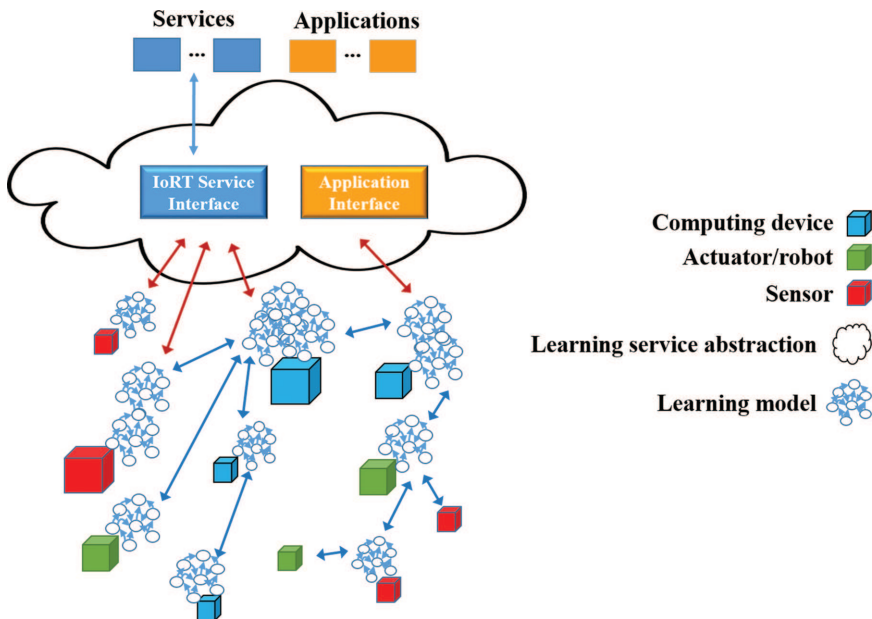 Services
Applications
...
...
IoRT Service
Interface
Application
Interface
Computing device
Actuator/robot
Sensor
Learning service abstraction
Learning model